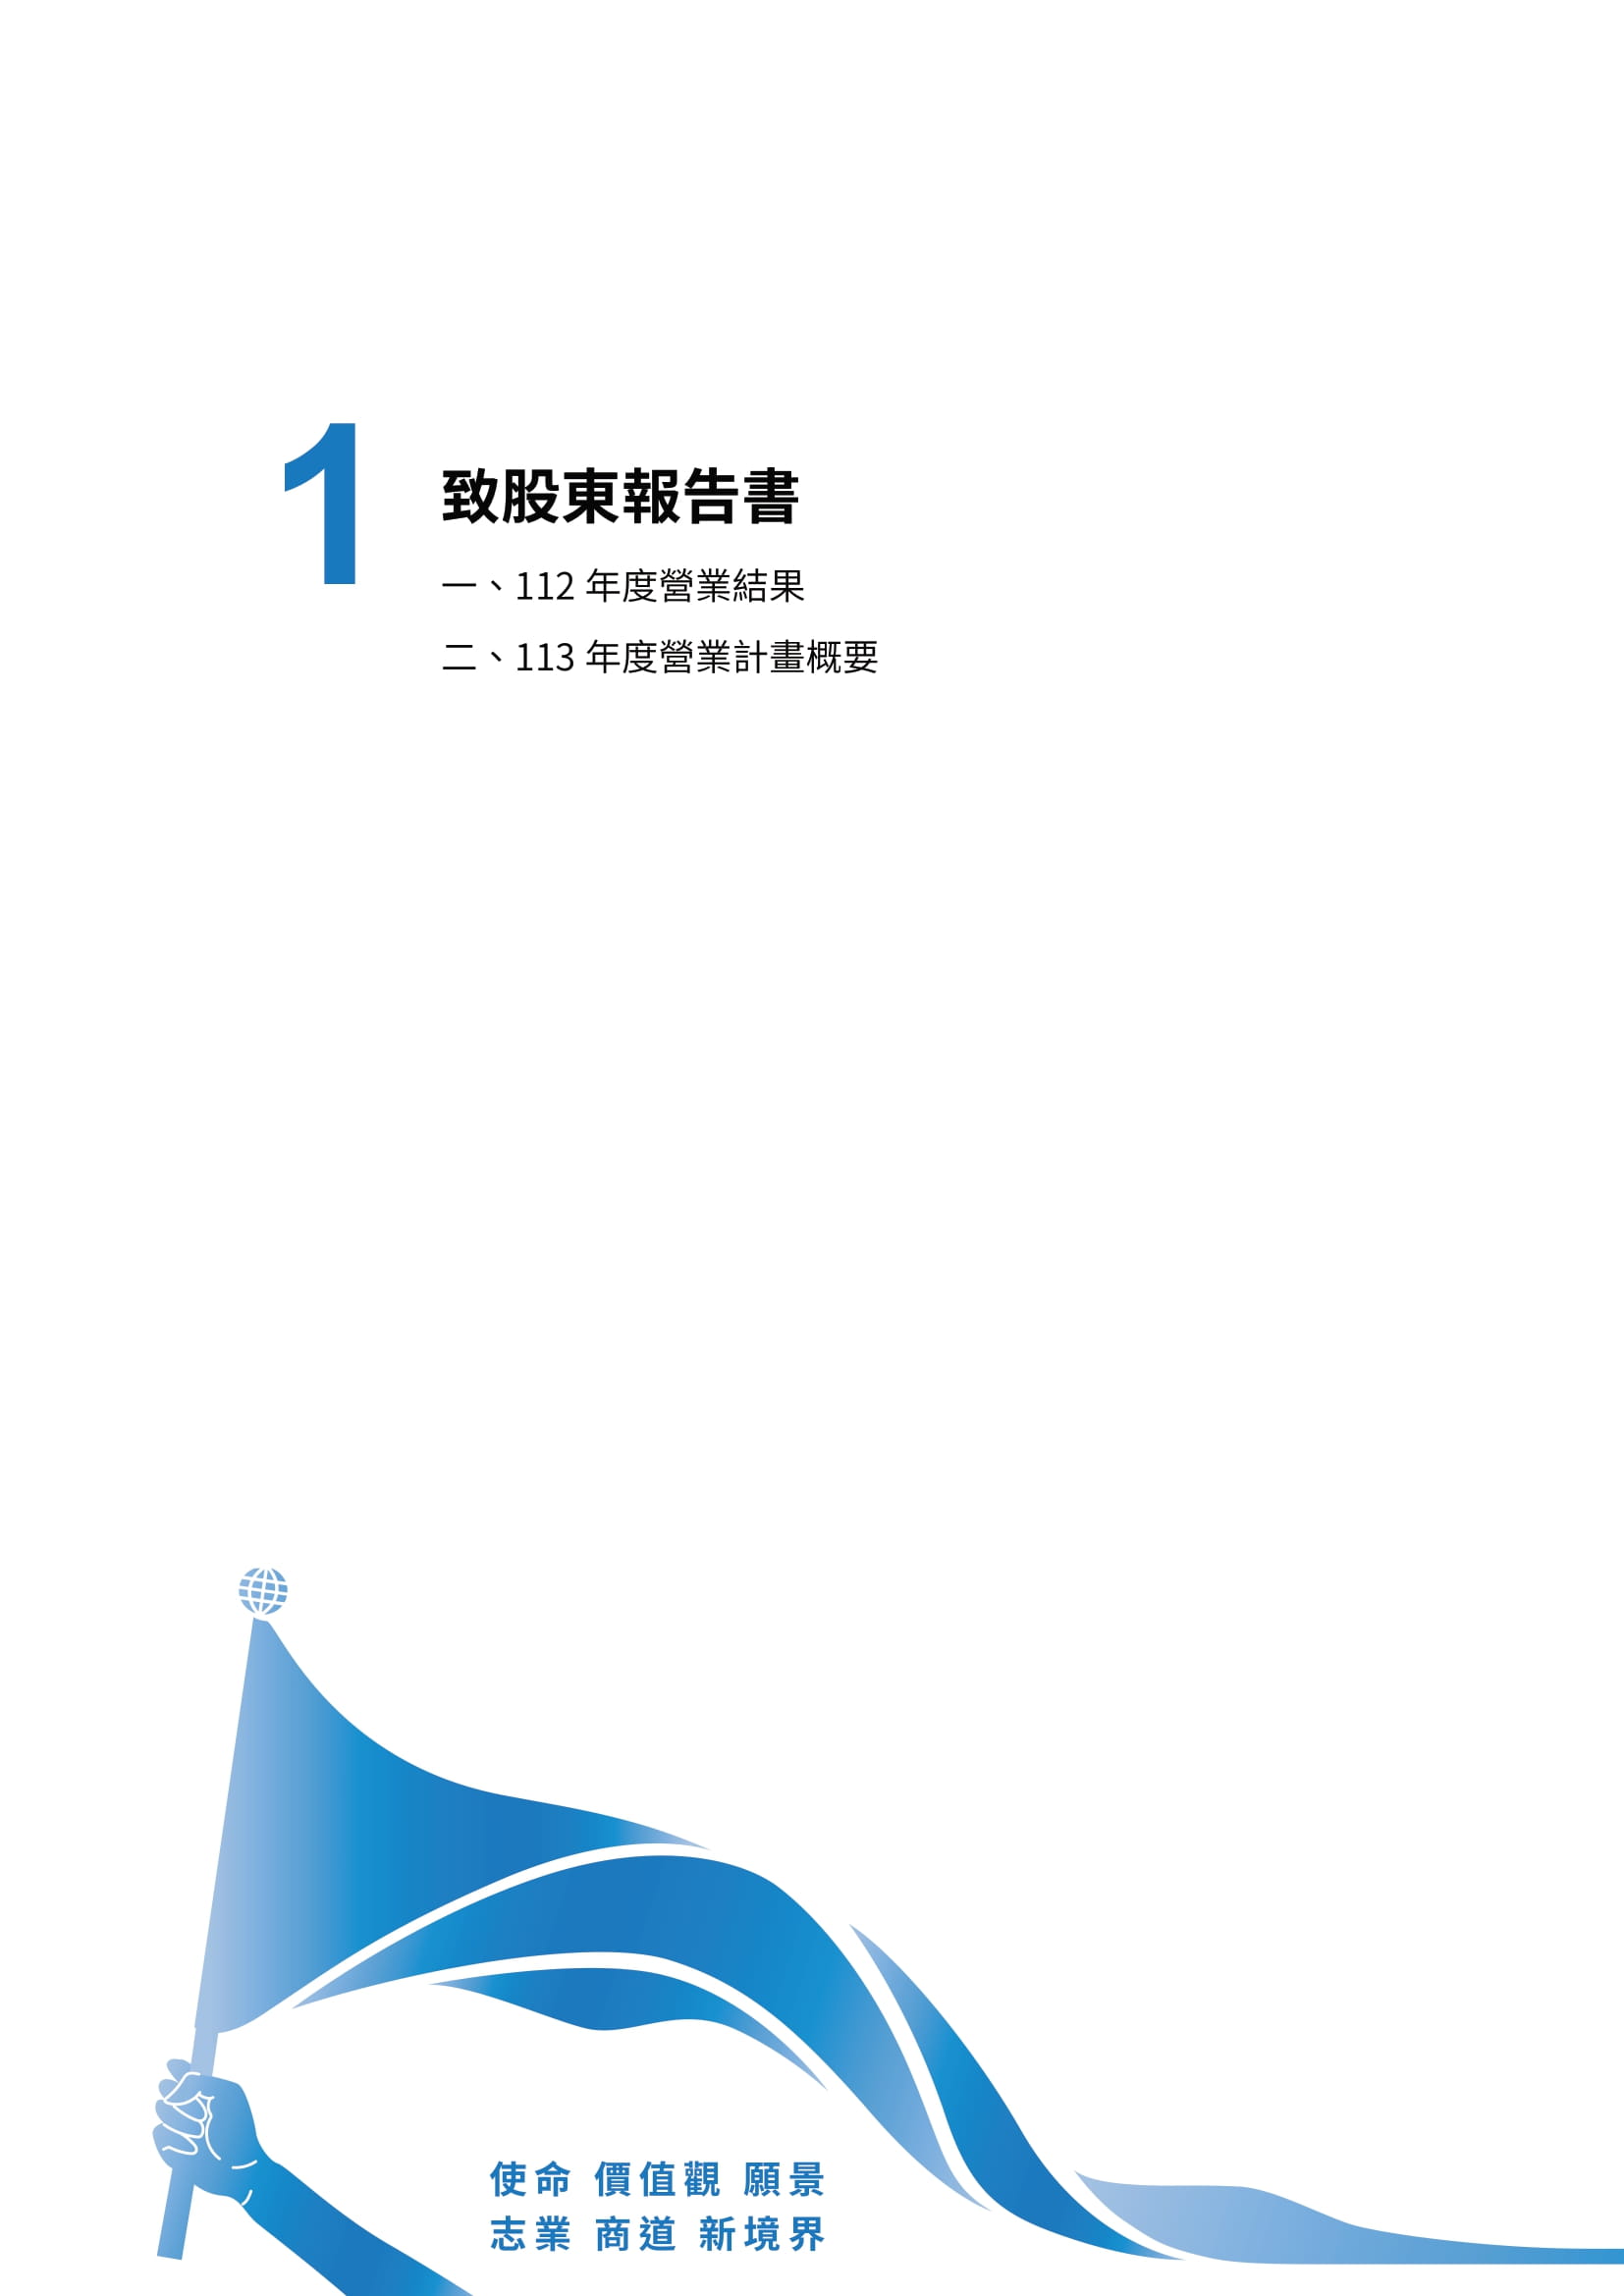 1
致股東報告書
一、112 年度營業結果
二、113 年度營業計畫概要
使命 價值觀 願景
志業 商道 新境界